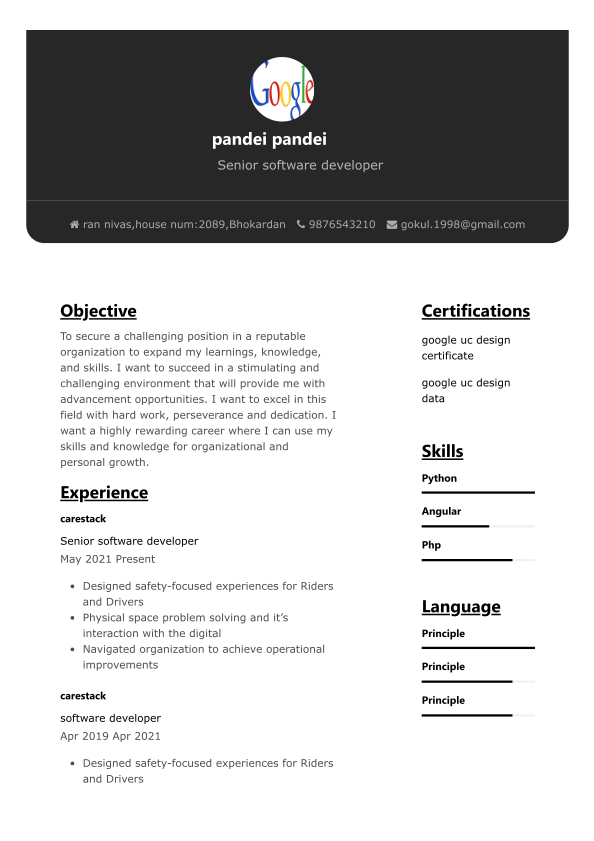 Google
pandei pandei
Senior software developer
ran nivas,house num:2089,Bhokardan 9876543210 gokul.1998@gmail.com
Objective
To secure a challenging position in a reputable
organization to expand my learnings, knowledge,
and skills. I want to succeed in a stimulating and
challenging environment that will provide me with
advancement opportunities. I want to excel in this
field with hard work, perseverance and dedication. I
want a highly rewarding career where I can use my
skills and knowledge for organizational and
personal growth.
Experience
carestack
Senior software developer
May 2021 Present
• Designed safety-focused experiences for Riders
and Drivers
• Physical space problem solving and it’s
interaction with the digital
• Navigated organization to achieve operational
improvements
carestack
software developer
Apr 2019 Apr 2021
• Designed safety-focused experiences for Riders
and Drivers
Certifications
google uc design
certificate
google uc design
data
Skills
Python
Angular
Php
Language
Principle
Principle
Principle